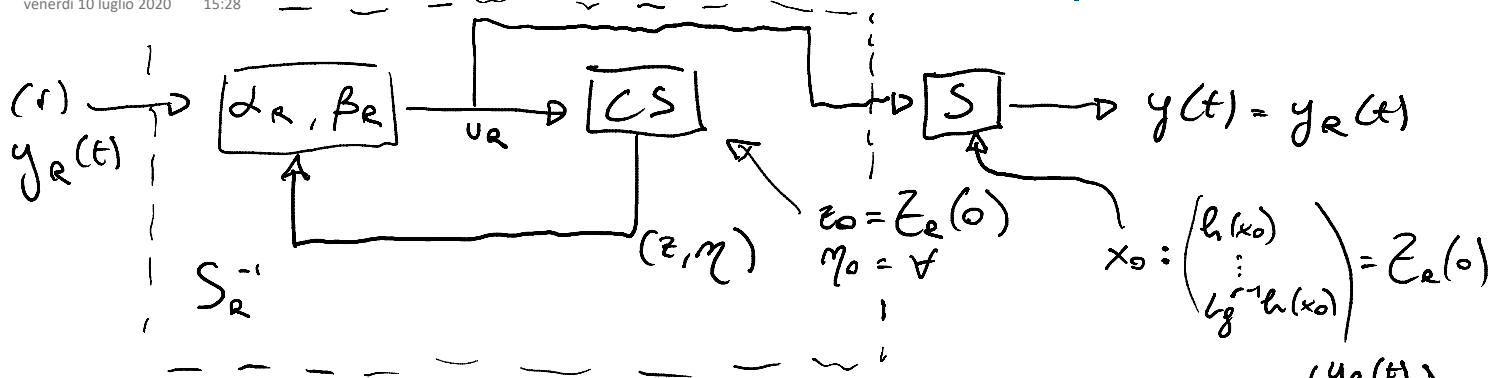 venerdì 10 luglio 2020 15:28
(r)
y_R(t)
α_R, β_R
u_R
CS
S
y(t) = y_R(t)
(z, η)
z_0 = Z_R(0)
η_0 = ∀
S_R^-1
x_0 : ( h(x_0)
⋮
L_g^r-1 h(x_0) ) = Z_R(0)
(y_R(t))